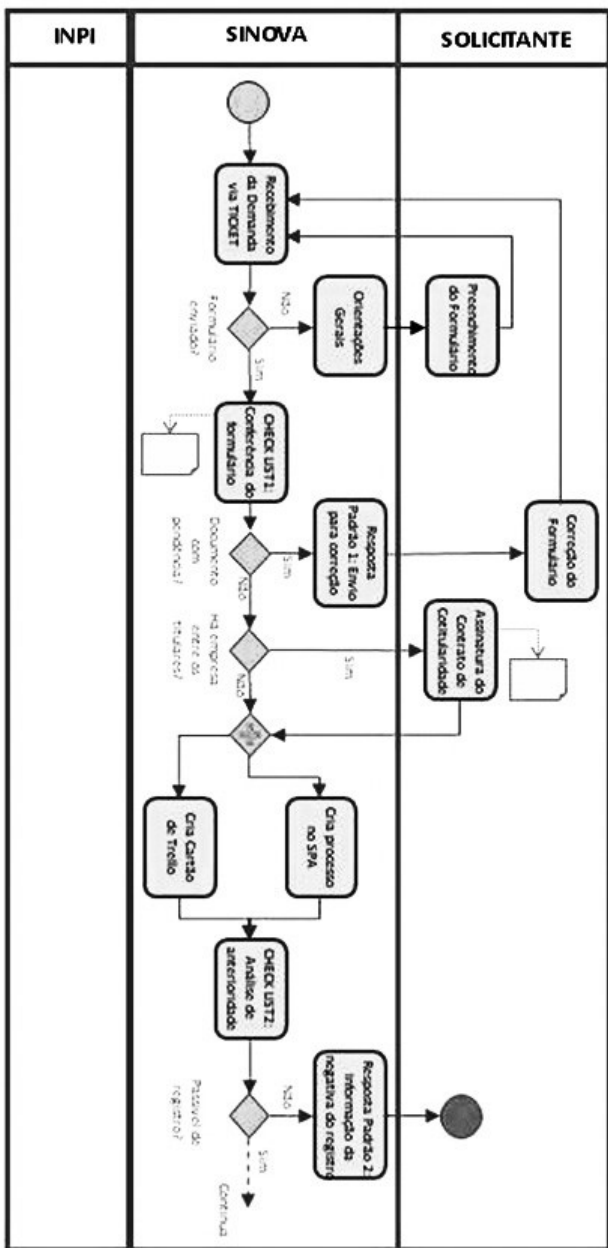 INPI
SINOVA
SOLICITANTE
Recebimento
da Demanda
via TICKET
Formulário
enviado?
Não
Sim
Orientações
Gerais
Preenchimento
do Formulário
CHECK LIST1:
Conferência do
formulário
Documento
com
pendência?
Sim
Não
Resposta
Padrão 1: Envio
para correção
Correção do
Formulário
Há empresa
entre os
titulares?
Sim
Não
Assinatura do
Contrato de
Cotitularidade
Cria processo
no SPA
Cria Cartão
de Trello
CHECK LIST2:
Análise de
anterioridade
Passível de
registro?
Não
Sim
Resposta Padrão 2:
Informação da
negativa do registro
Continua